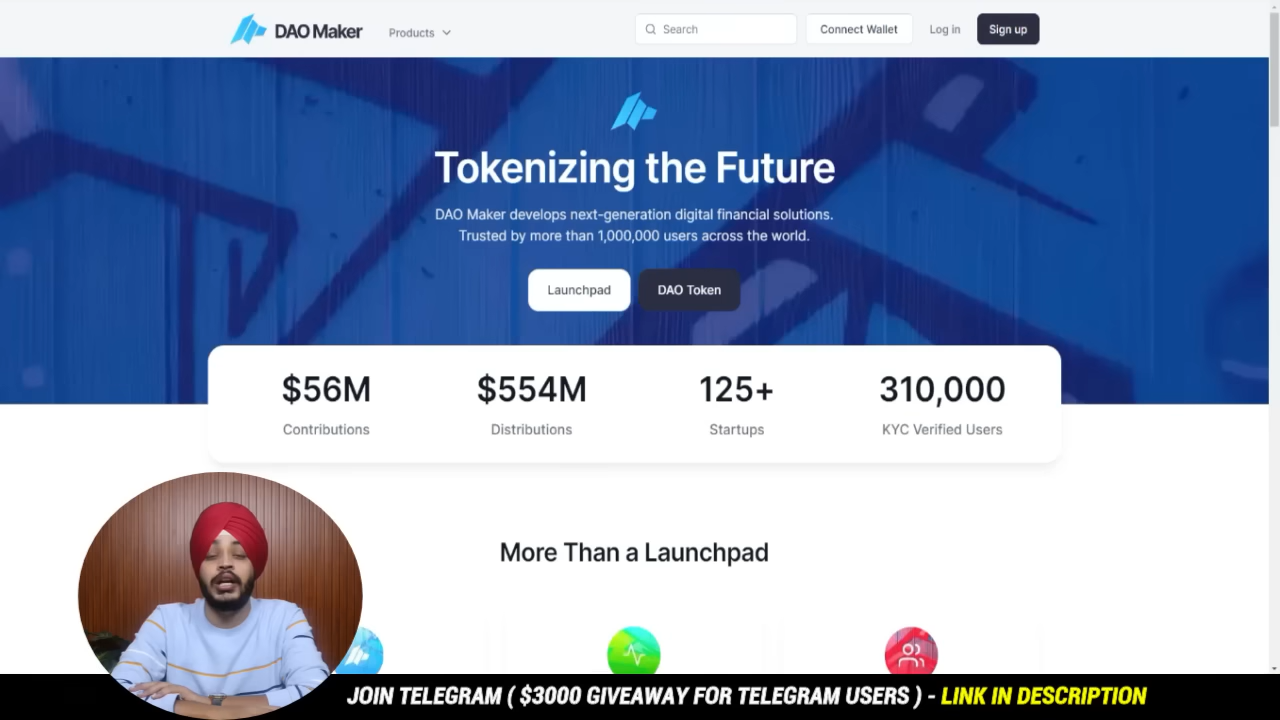 DAO Maker
Products
Search
Connect Wallet
Log in
Sign up
Tokenizing the Future
DAO Maker develops next-generation digital financial solutions.
Trusted by more than 1,000,000 users across the world.
Launchpad
DAO Token
$56M
$554M
125+
310,000
Contributions
Distributions
Startups
KYC Verified Users
More Than a Launchpad
JOIN TELEGRAM ( $3000 GIVEAWAY FOR TELEGRAM USERS ) - LINK IN DESCRIPTION